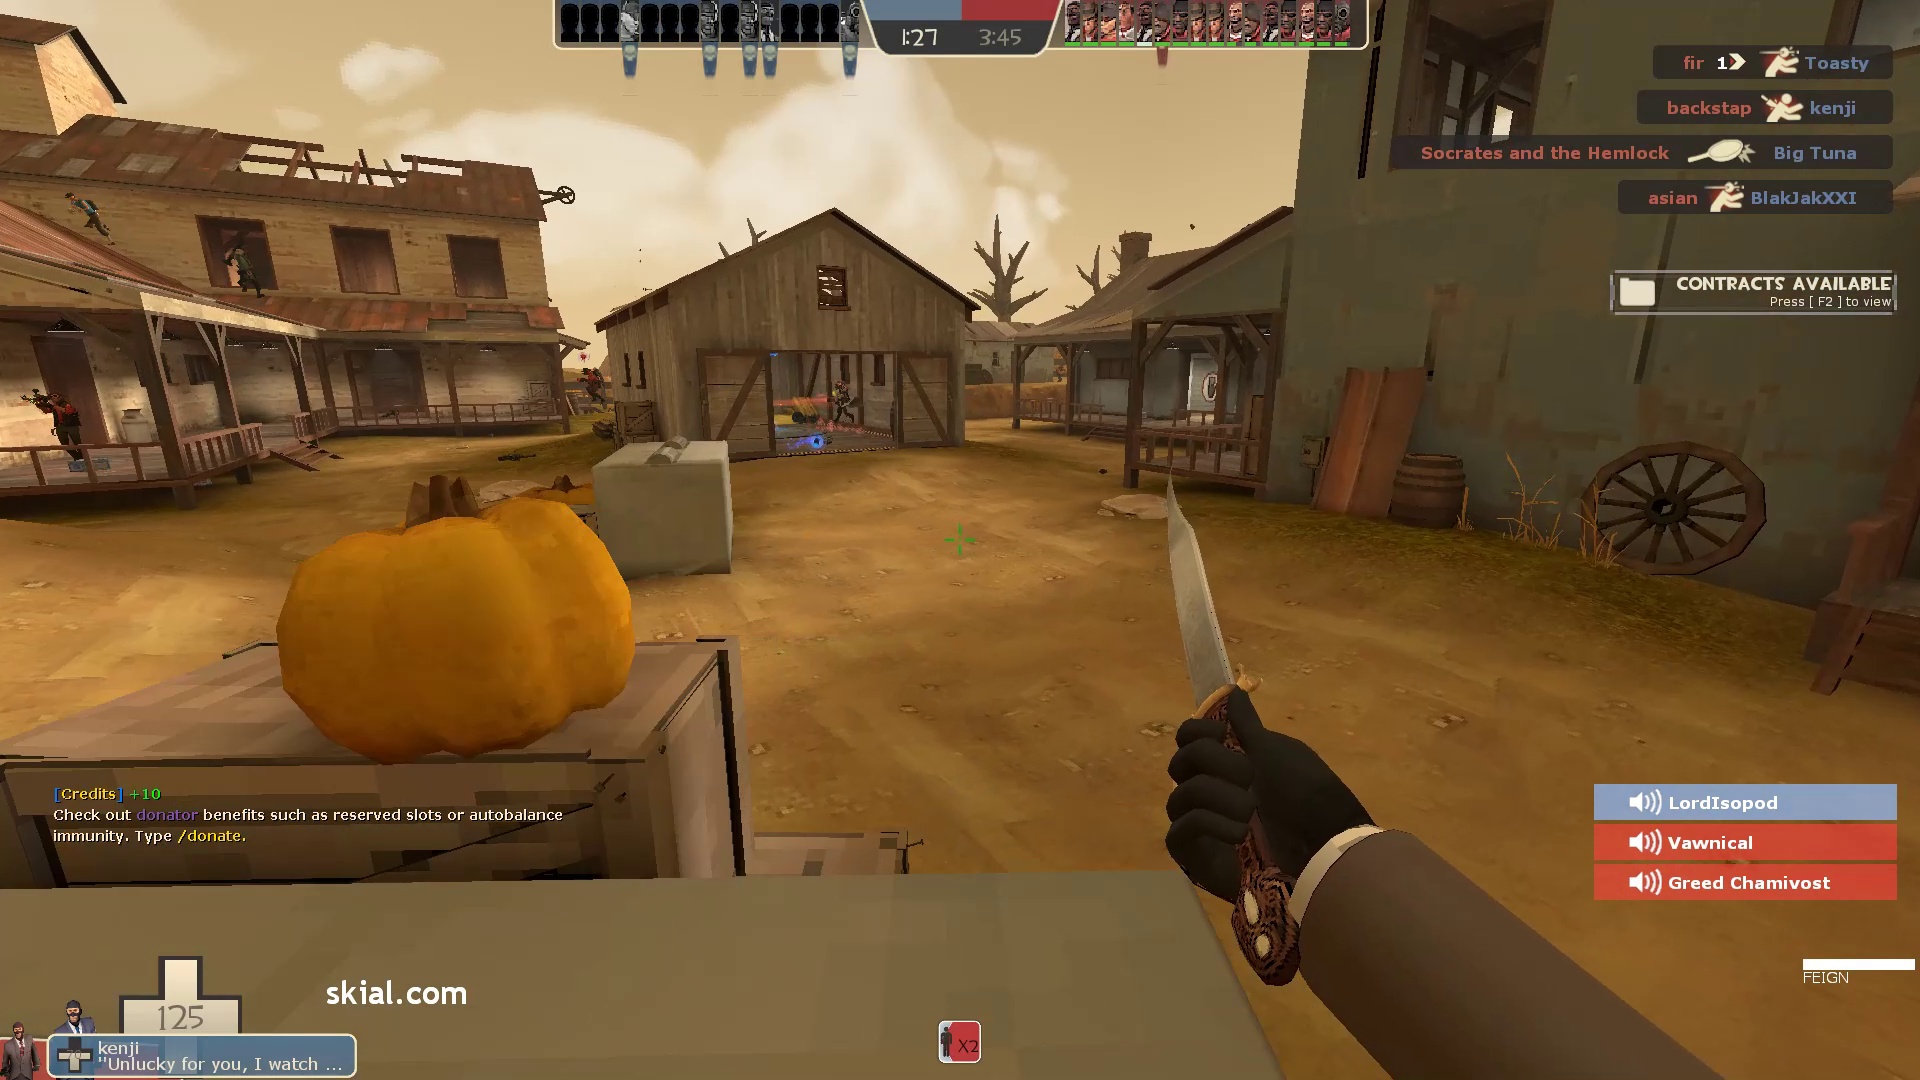 1:27 3:45
fir 1 Toasty
backstap kenji
Socrates and the Hemlock Big Tuna
asian BlakJakXXI
CONTRACTS AVAILABLE
Press [ F2 ] to view
[Credits] +10
Check out donator benefits such as reserved slots or autobalance
immunity. Type /donate.
LordIsopod
Vawnical
Greed Chamivost
FEIGN
skial.com
125
kenji
"Unlucky for you, I watch ...
X2